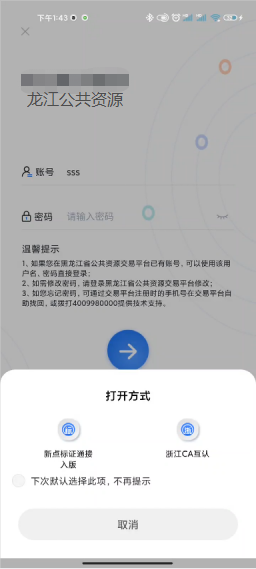 下午1:43
龙江公共资源
账号 sss
密码 请输入密码
温馨提示
1、如果您在黑龙江省公共资源交易平台已有账号，可以使用该用
户名、密码直接登录；
2、如需修改密码，请登录黑龙江省公共资源交易平台修改；
3、如您忘记密码，可通过交易平台注册时的手机号在交易平台自
助找回，或拨打4009980000提供技术支持。
打开方式
新点标证通接
入版
浙江CA互认
下次默认选择此项，不再提示
取消